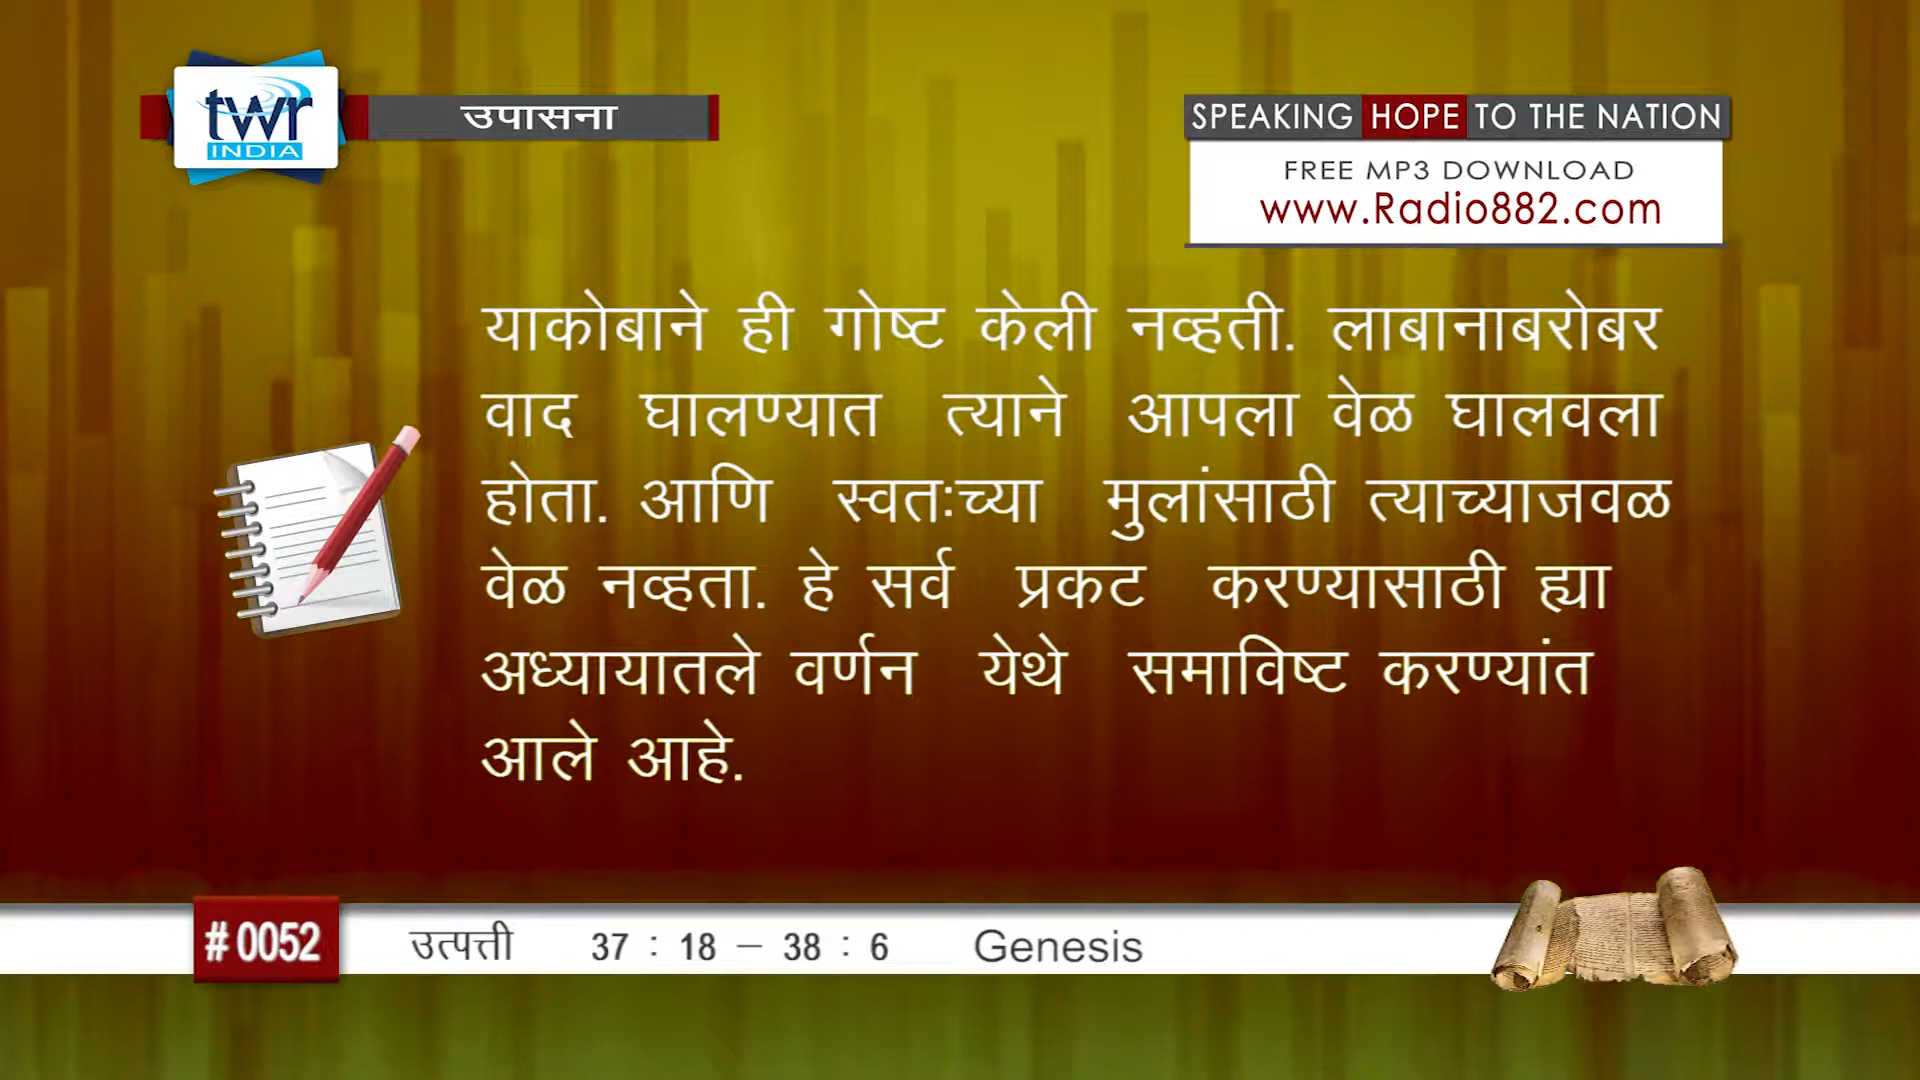 twr
INDIA
उपासना
SPEAKING HOPE TO THE NATION
FREE MP3 DOWNLOAD
www.Radio882.com
याकोबाने ही गोष्ट केली नव्हती. लाबानाबरोबर
वाद घालण्यात त्याने आपला वेळ घालवला
होता. आणि स्वतःच्या मुलांसाठी त्याच्याजवळ
वेळ नव्हता. हे सर्व प्रकट करण्यासाठी ह्या
अध्यायातले वर्णन येथे समाविष्ट करण्यांत
आले आहे.
#0052 उत्पत्ती 37 : 18 – 38 : 6 Genesis